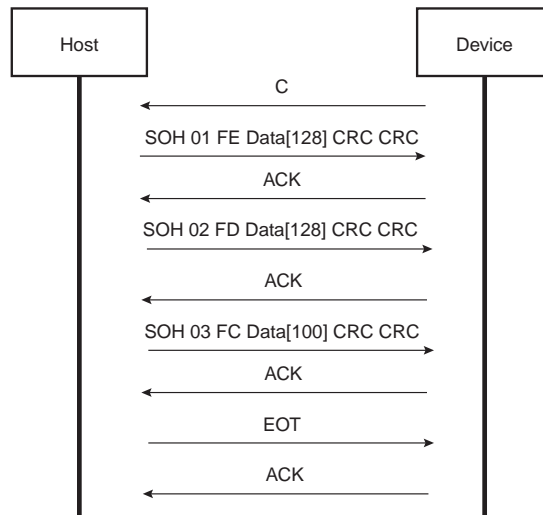 Host
Device
C
SOH 01 FE Data[128] CRC CRC
ACK
SOH 02 FD Data[128] CRC CRC
ACK
SOH 03 FC Data[100] CRC CRC
ACK
EOT
ACK